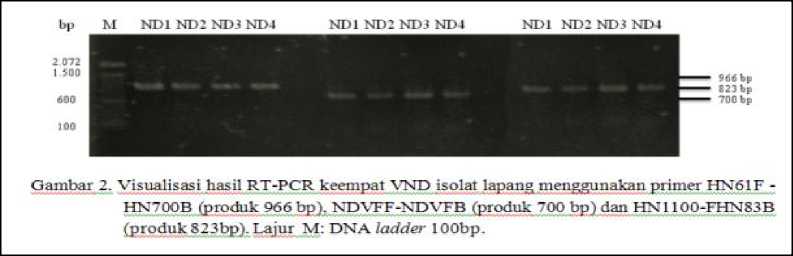 bp M ND1 ND2 ND3 ND4 ND1 ND2 ND3 ND4 ND1 ND2 ND3 ND4
2.072
1.500
600
100
966 bp
823 bp
700 bp
Gambar 2. Visualisasi hasil RT-PCR keempat VND isolat lapang menggunakan primer HN61F -
HN700B (produk 966 bp), NDVFF-NDVFB (produk 700 bp) dan HN1100-FHN83B
(produk 823bp). Lajur M: DNA ladder 100bp.